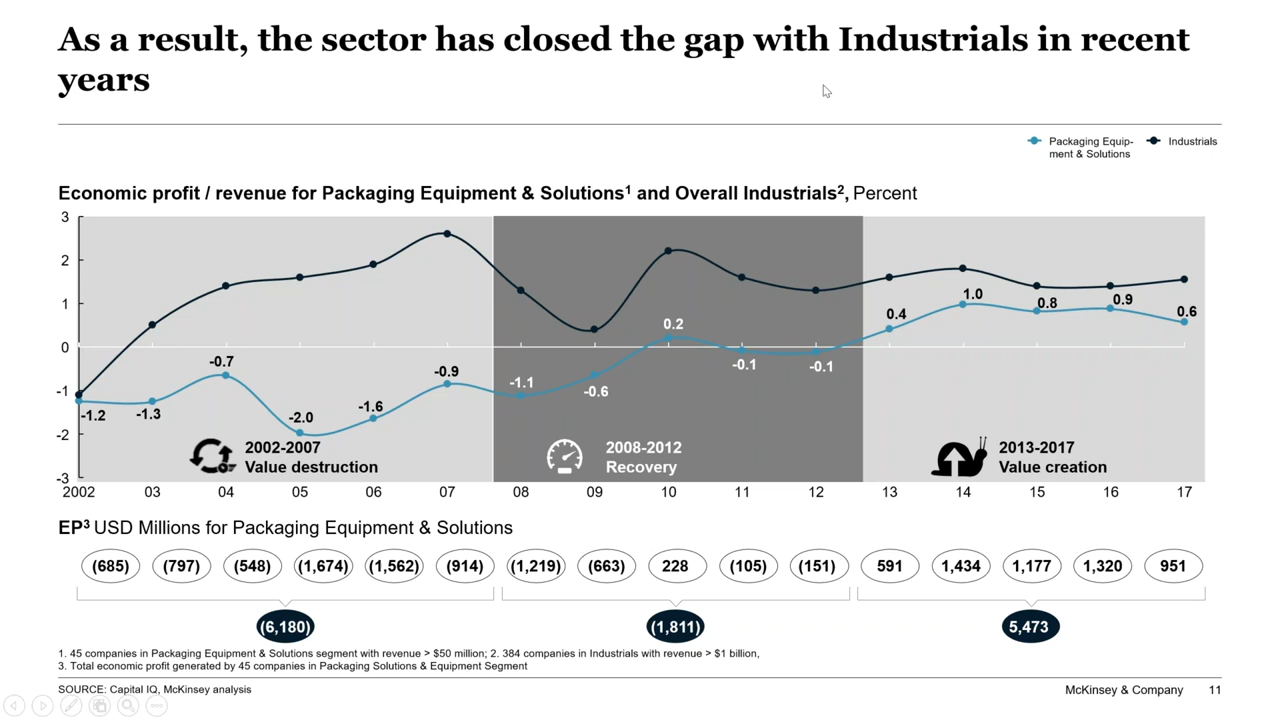 As a result, the sector has closed the gap with Industrials in recent
years
Packaging Equip-
ment & Solutions
Industrials
Economic profit / revenue for Packaging Equipment & Solutions¹ and Overall Industrials², Percent
3
2
1
0
-1
-2
-3
-1.2
-1.3
-0.7
-2.0
-1.6
-0.9
-1.1
-0.6
0.2
-0.1
-0.1
0.4
1.0
0.8
0.9
0.6
2002-2007
Value destruction
2008-2012
Recovery
2013-2017
Value creation
2002 03 04 05 06 07 08 09 10 11 12 13 14 15 16 17
EP³ USD Millions for Packaging Equipment & Solutions
(685) (797) (548) (1,674) (1,562) (914) (1,219) (663) 228 (105) (151) 591 1,434 1,177 1,320 951
(6,180) (1,811) 5,473
1. 45 companies in Packaging Equipment & Solutions segment with revenue > $50 million; 2. 384 companies in Industrials with revenue > $1 billion,
3. Total economic profit generated by 45 companies in Packaging Solutions & Equipment Segment
SOURCE: Capital IQ, McKinsey analysis
McKinsey & Company 11